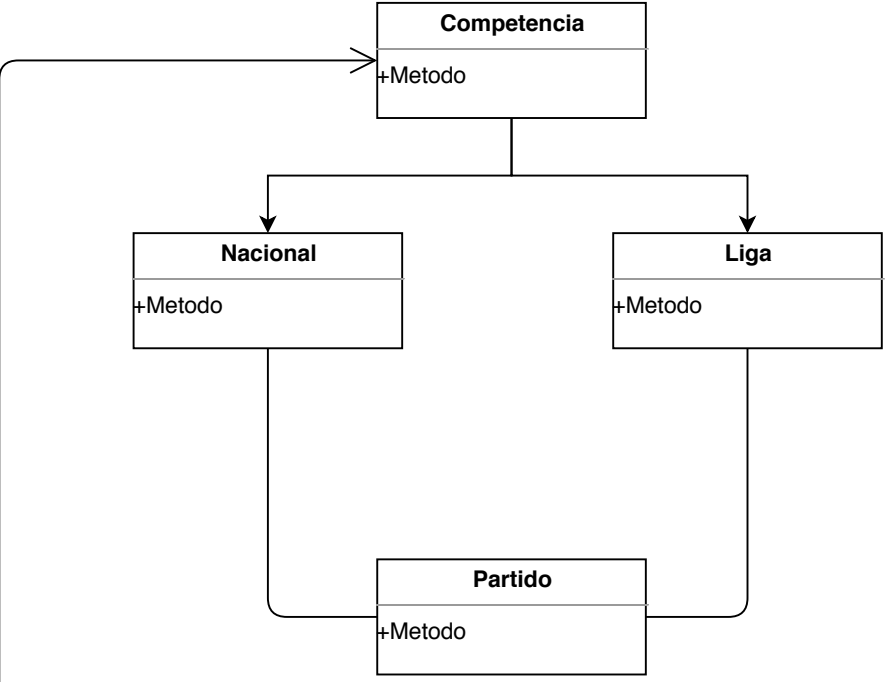 Competencia
+Metodo
Nacional
+Metodo
Liga
+Metodo
Partido
+Metodo